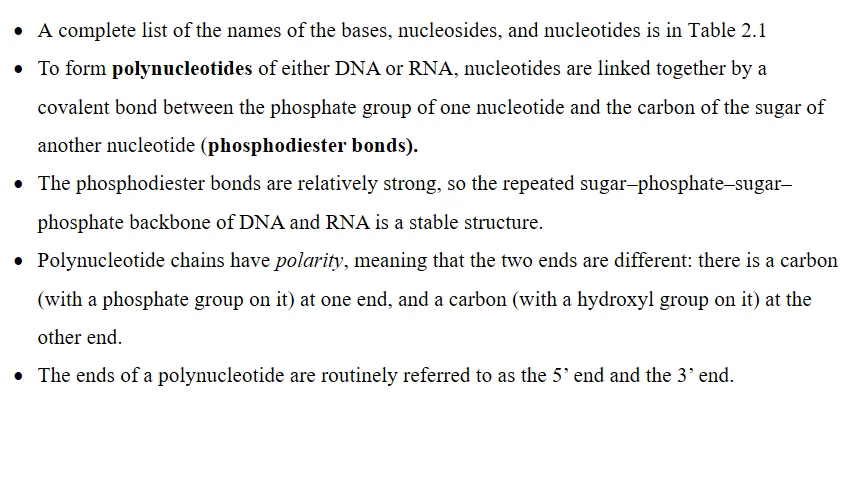 • A complete list of the names of the bases, nucleosides, and nucleotides is in Table 2.1
• To form polynucleotides of either DNA or RNA, nucleotides are linked together by a
covalent bond between the phosphate group of one nucleotide and the carbon of the sugar of
another nucleotide (phosphodiester bonds).
• The phosphodiester bonds are relatively strong, so the repeated sugar–phosphate–sugar–
phosphate backbone of DNA and RNA is a stable structure.
• Polynucleotide chains have polarity, meaning that the two ends are different: there is a carbon
(with a phosphate group on it) at one end, and a carbon (with a hydroxyl group on it) at the
other end.
• The ends of a polynucleotide are routinely referred to as the 5’ end and the 3’ end.